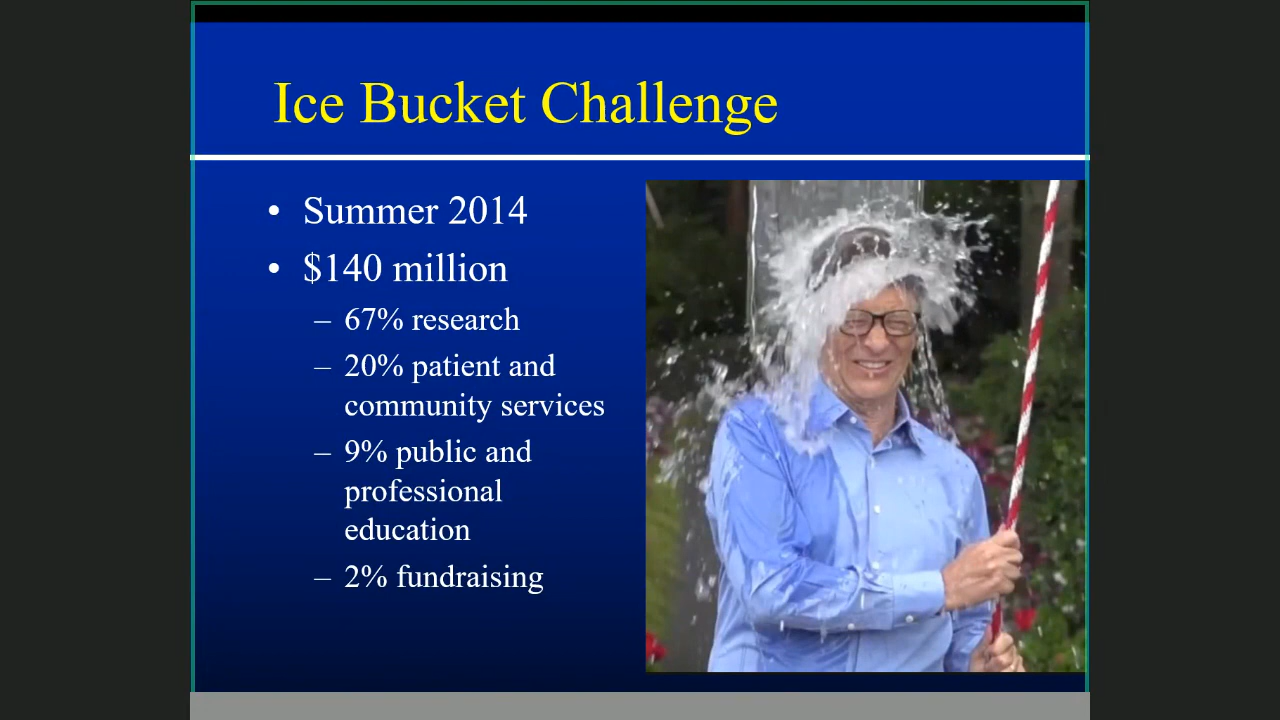 Ice Bucket Challenge
• Summer 2014
• $140 million
– 67% research
– 20% patient and
community services
– 9% public and
professional
education
– 2% fundraising